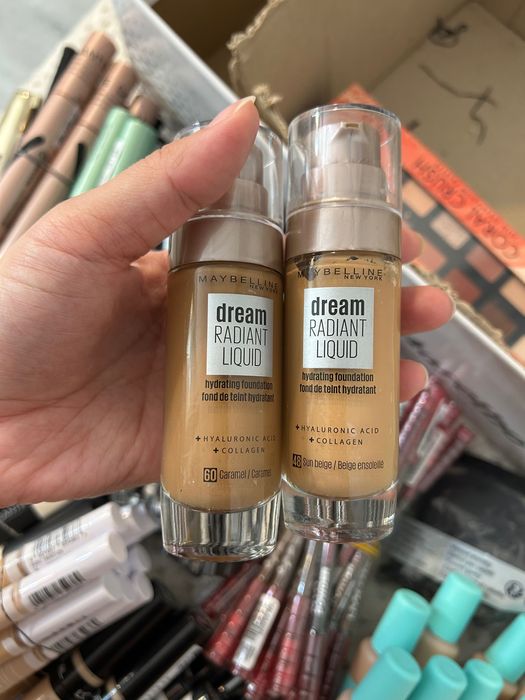 MAYBELLINE
NEW YORK
dream
RADIANT
LIQUID
hydrating foundation
fond de teint hydratant
+ HYALURONIC ACID
+ COLLAGEN
60 Caramel / Caramel
MAYBELLINE
NEW YORK
dream
RADIANT
LIQUID
hydrating foundation
fond de teint hydratant
+ HYALURONIC ACID
+ COLLAGEN
48 Sun beige / Beige ensoleillé
CORAL CRUSH